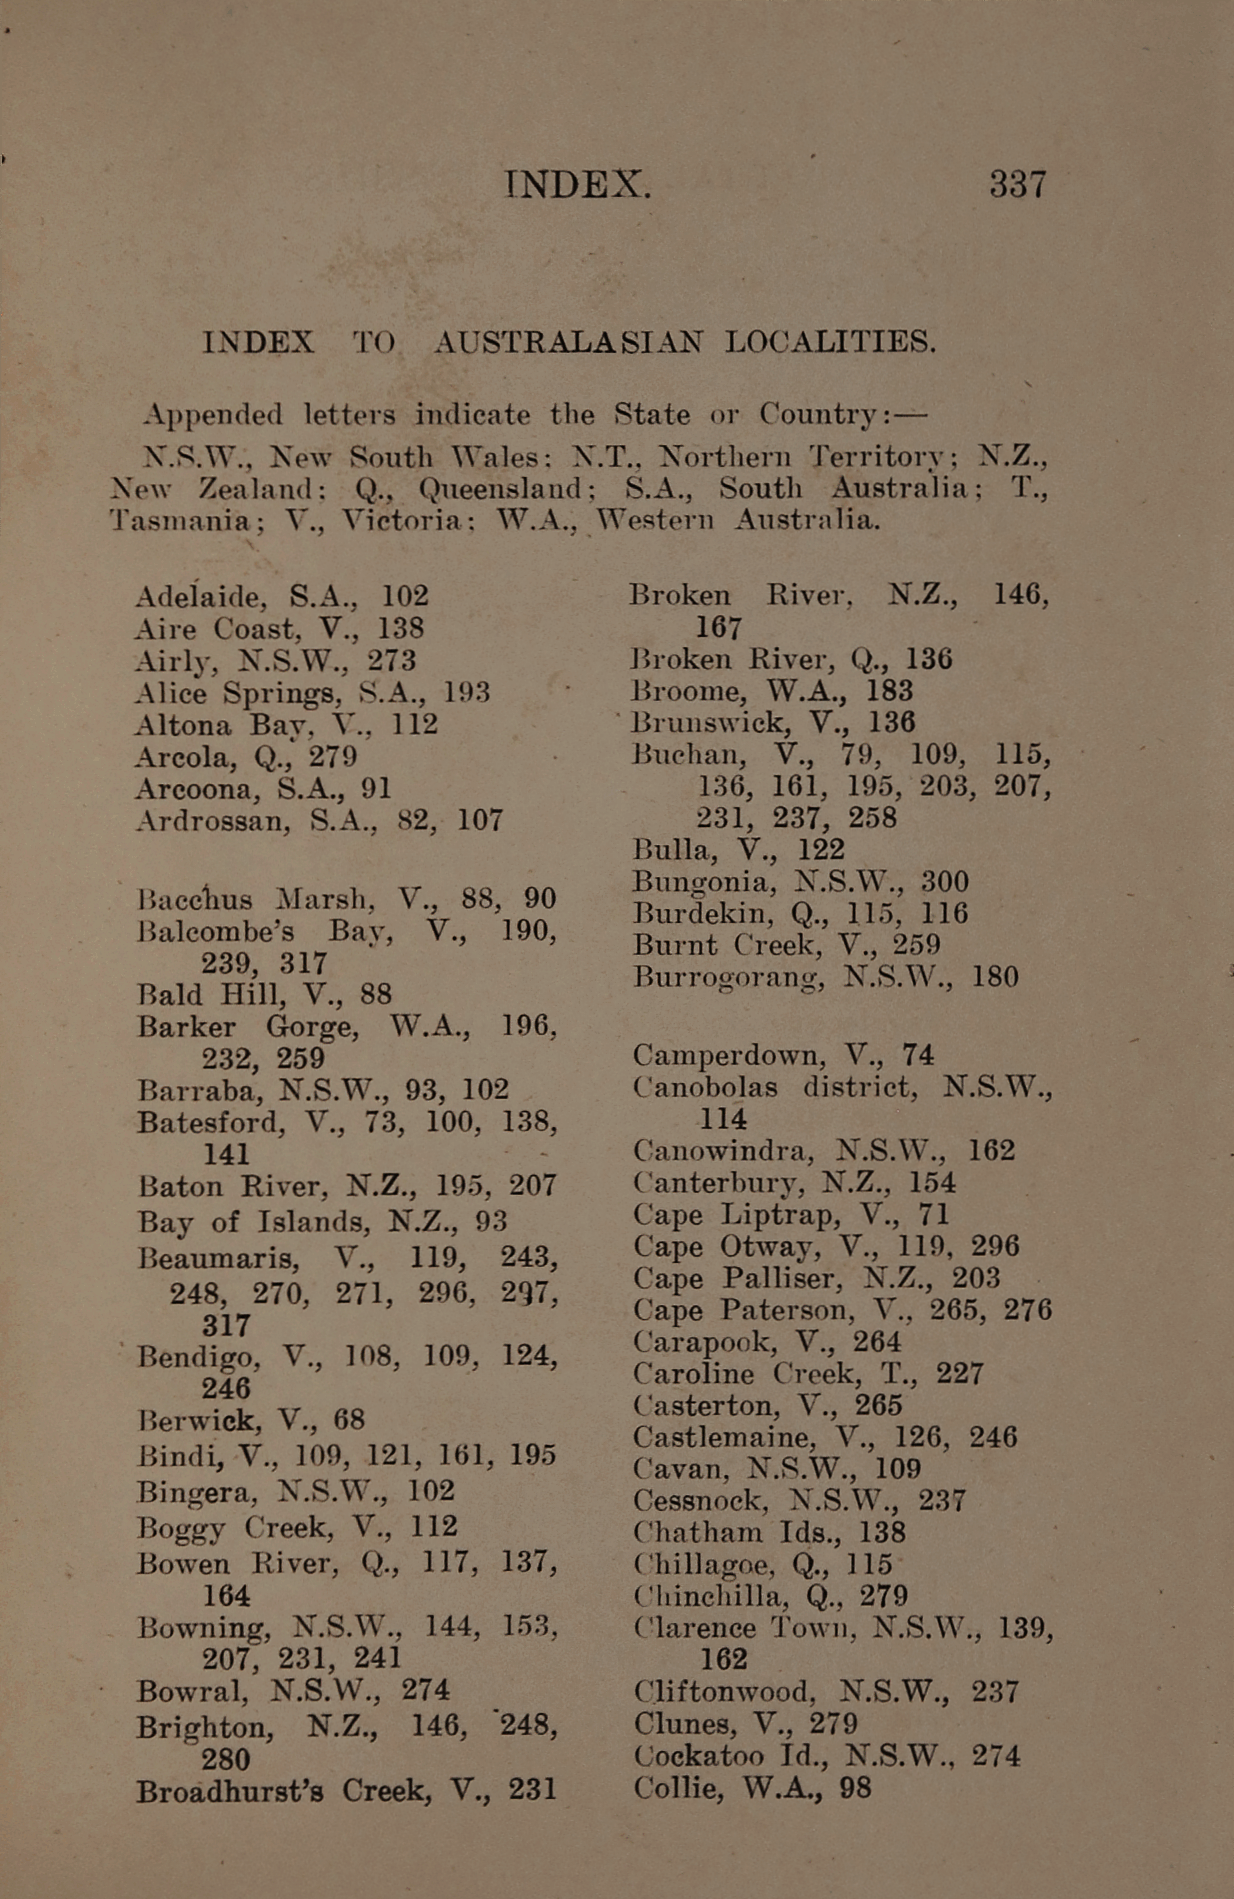 INDEX. 337
INDEX TO AUSTRALASIAN LOCALITIES.
Appended letters indicate the State or Country:—
N.S.W., New South Wales; N.T., Northern Territory; N.Z.,
New Zealand; Q., Queensland; S.A., South Australia; T.,
Tasmania; V., Victoria; W.A., Western Australia.
Adelaide, S.A., 102
Aire Coast, V., 138
Airly, N.S.W., 273
Alice Springs, S.A., 193
Altona Bay, V., 112
Arcola, Q., 279
Arcoona, S.A., 91
Ardrossan, S.A., 82, 107
Bacchus Marsh, V., 88, 90
Balcombe's Bay, V., 190,
239, 317
Bald Hill, V., 88
Barker Gorge, W.A., 196,
232, 259
Barraba, N.S.W., 93, 102
Batesford, V., 73, 100, 138,
141
Baton River, N.Z., 195, 207
Bay of Islands, N.Z., 93
Beaumaris, V., 119, 243,
248, 270, 271, 296, 297,
317
Bendigo, V., 108, 109, 124,
246
Berwick, V., 68
Bindi, V., 109, 121, 161, 195
Bingera, N.S.W., 102
Boggy Creek, V., 112
Bowen River, Q., 117, 137,
164
Bowning, N.S.W., 144, 153,
207, 231, 241
Bowral, N.S.W., 274
Brighton, N.Z., 146, 248,
280
Broadhurst's Creek, V., 231
Broken River, N.Z., 146,
167
Broken River, Q., 136
Broome, W.A., 183
Brunswick, V., 136
Buchan, V., 79, 109, 115,
136, 161, 195, 203, 207,
231, 237, 258
Bulla, V., 122
Bungonia, N.S.W., 300
Burdekin, Q., 115, 116
Burnt Creek, V., 259
Burrogorang, N.S.W., 180
Camperdown, V., 74
Canobolas district, N.S.W.,
114
Canowindra, N.S.W., 162
Canterbury, N.Z., 154
Cape Liptrap, V., 71
Cape Otway, V., 119, 296
Cape Palliser, N.Z., 203
Cape Paterson, V., 265, 276
Carapook, V., 264
Caroline Creek, T., 227
Casterton, V., 265
Castlemaine, V., 126, 246
Cavan, N.S.W., 109
Cessnock, N.S.W., 237
Chatham Ids., 138
Chillagoe, Q., 115
Chinchilla, Q., 279
Clarence Town, N.S.W., 139,
162
Cliftonwood, N.S.W., 237
Clunes, V., 279
Cockatoo Id., N.S.W., 274
Collie, W.A., 98